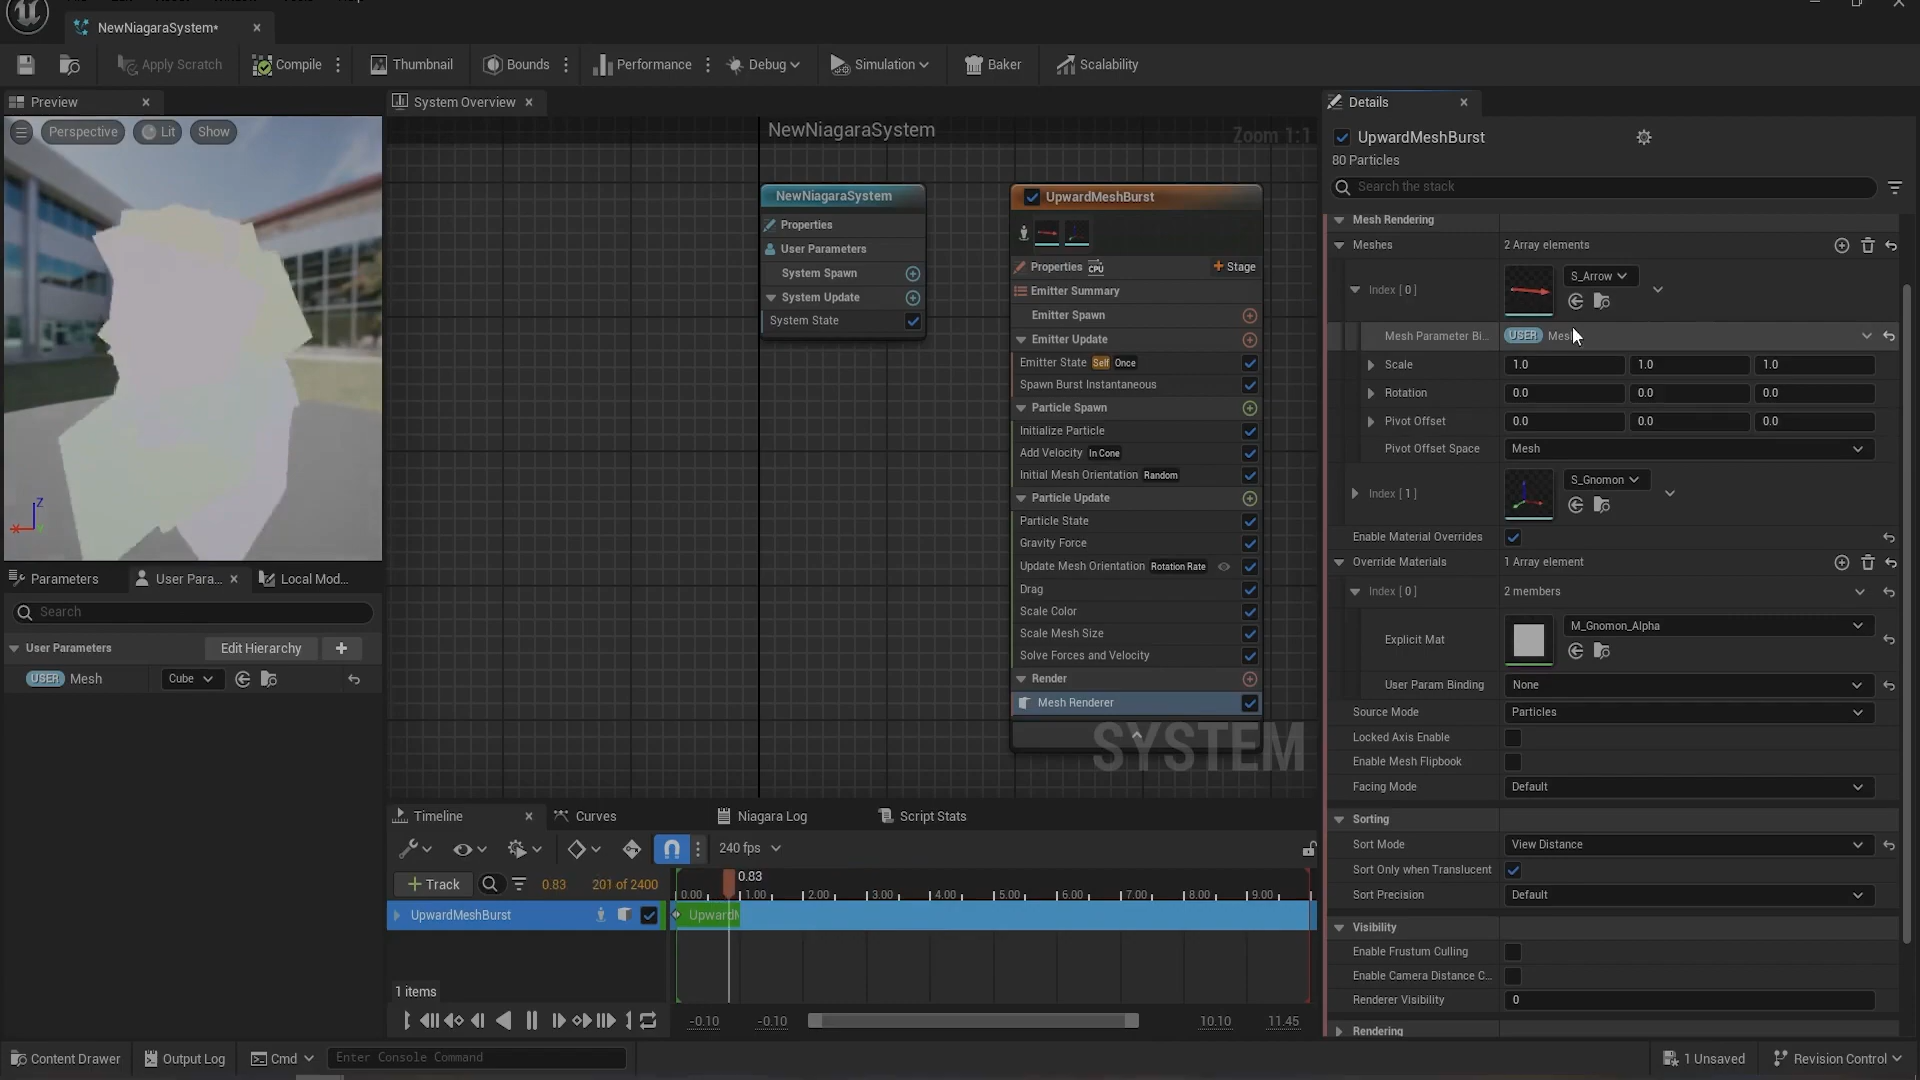 NewNiagaraSystem*
Apply Scratch
Compile
Thumbnail
Bounds
Performance
Debug
Simulation
Baker
Scalability
Preview
System Overview
Details
Perspective
Lit
Show
NewNiagaraSystem
Zoom 1:1
UpwardMeshBurst
80 Particles
Search the stack
NewNiagaraSystem
Properties
User Parameters
System Spawn
System Update
System State
UpwardMeshBurst
Properties CPU
Stage
Emitter Summary
Emitter Spawn
Emitter Update
Emitter State Self Once
Spawn Burst Instantaneous
Particle Spawn
Initialize Particle
Add Velocity In Cone
Initial Mesh Orientation Random
Particle Update
Particle State
Gravity Force
Update Mesh Orientation Rotation Rate
Drag
Scale Color
Scale Mesh Size
Solve Forces and Velocity
Render
Mesh Renderer
SYSTEM
Mesh Rendering
Meshes 2 Array elements
Index [ 0 ] S_Arrow
Mesh Parameter Bi... USER
Scale 1.0 1.0 1.0
Rotation 0.0 0.0 0.0
Pivot Offset 0.0 0.0 0.0
Pivot Offset Space Mesh
Index [ 1 ] S_Gnomon
Enable Material Overrides
Override Materials 1 Array element
Index [ 0 ] 2 members
Explicit Mat M_Gnomon_Alpha
User Param Binding None
Source Mode Particles
Locked Axis Enable
Enable Mesh Flipbook
Facing Mode Default
Sorting
Sort Mode View Distance
Sort Only when Translucent
Sort Precision Default
Visibility
Enable Frustum Culling
Enable Camera Distance C...
Renderer Visibility 0
Rendering
Z
X
Parameters
User Para...
Local Mod...
Search
User Parameters
Edit Hierarchy
USER Mesh
Cube
Timeline
Curves
Niagara Log
Script Stats
240 fps
Track
0.83
201 of 2400
0.83
0.00 1.00 2.00 3.00 4.00 5.00 6.00 7.00 8.00 9.00
UpwardMeshBurst
UpwardM
1 items
-0.10
-0.10
10.10
11.45
Content Drawer
Output Log
Cmd
Enter Console Command
1 Unsaved
Revision Control